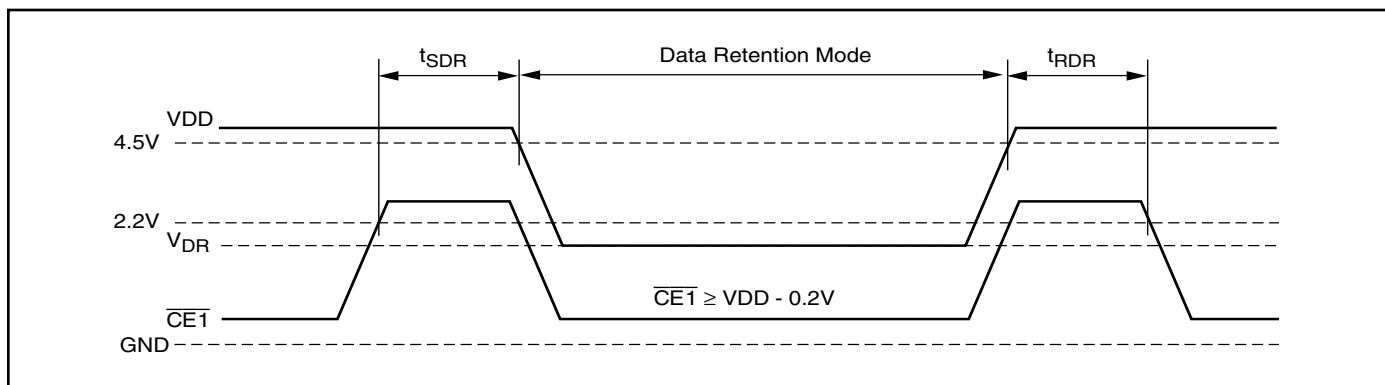 tSDR
Data Retention Mode
tRDR
VDD
4.5V
2.2V
VDR
CE1 ≥ VDD - 0.2V
CE1
GND